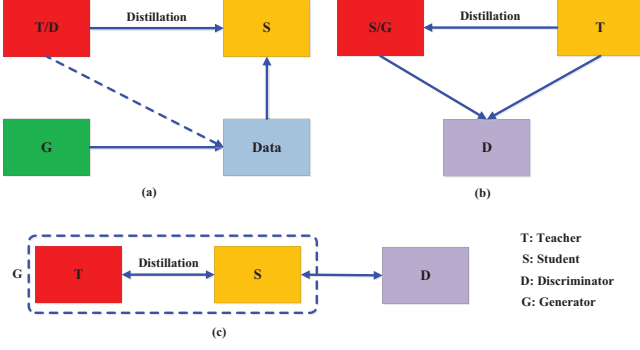 T/D
Distillation
S
G
Data
(a)
S/G
Distillation
T
D
(b)
G
T
Distillation
S
D
(c)
T: Teacher
S: Student
D: Discriminator
G: Generator